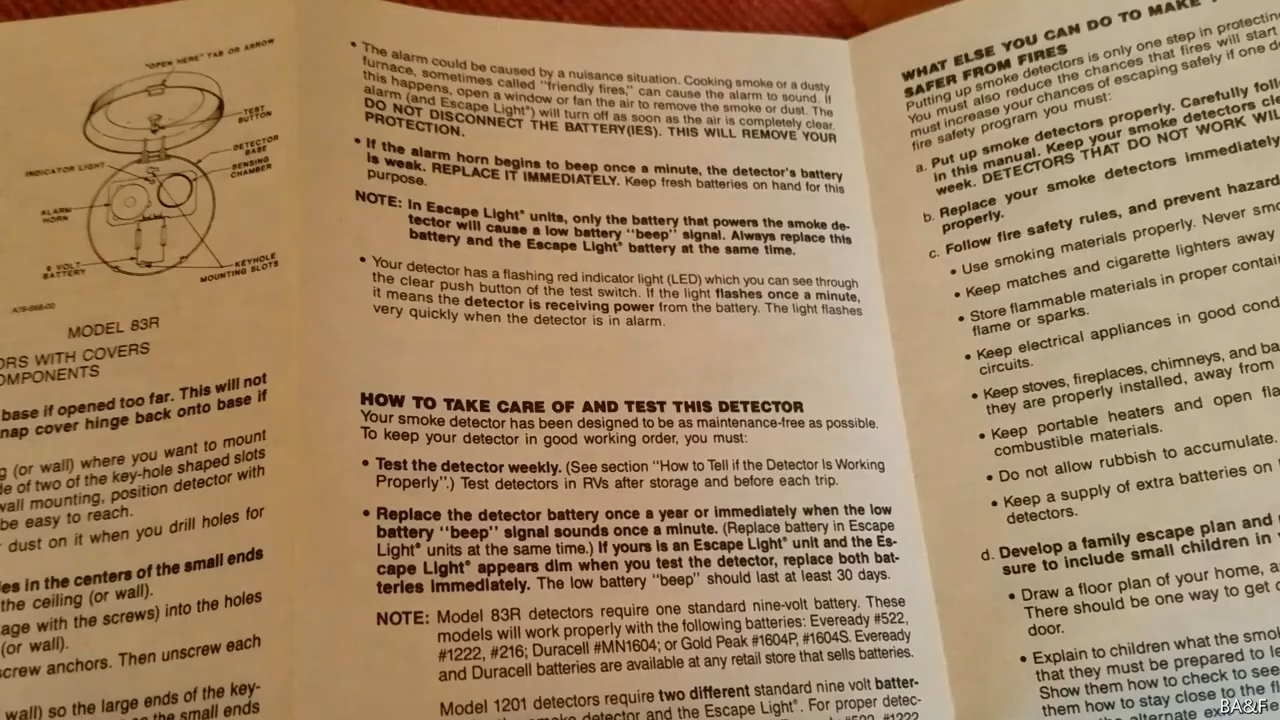 "OPEN HERE" TAB OR ARROW
TEST
BUTTON
DETECTOR
BASE
SENSING
CHAMBER
INDICATOR LIGHT
ALARM
HORN
9 VOLT
BATTERY
KEYHOLE
MOUNTING SLOTS
MODEL 83R
ORS WITH COVERS
OMPONENTS
base if opened too far. This will not
nap cover hinge back onto base if
g (or wall) where you want to mount
de of two of the key-hole shaped slots
wall mounting, position detector with
be easy to reach.
dust on it when you drill holes for
les in the centers of the small ends
the ceiling (or wall).
age with the screws) into the holes
(or wall).
crew anchors. Then unscrew each
wall) so the large ends of the key-
the small ends
• The alarm could be caused by a nuisance situation. Cooking smoke or a dusty
furnace, sometimes called "friendly fires," can cause the alarm to sound. If
this happens, open a window or fan the air to remove the smoke or dust. The
alarm (and Escape Light®) will turn off as soon as the air is completely clear.
DO NOT DISCONNECT THE BATTERY(IES). THIS WILL REMOVE YOUR
PROTECTION.
• If the alarm horn begins to beep once a minute, the detector's battery
is weak. REPLACE IT IMMEDIATELY. Keep fresh batteries on hand for this
purpose.
NOTE: In Escape Light® units, only the battery that powers the smoke de-
tector will cause a low battery "beep" signal. Always replace this
battery and the Escape Light® battery at the same time.
• Your detector has a flashing red indicator light (LED) which you can see through
the clear push button of the test switch. If the light flashes once a minute,
it means the detector is receiving power from the battery. The light flashes
very quickly when the detector is in alarm.
HOW TO TAKE CARE OF AND TEST THIS DETECTOR
Your smoke detector has been designed to be as maintenance-free as possible.
To keep your detector in good working order, you must:
• Test the detector weekly. (See section "How to Tell if the Detector Is Working
Properly".) Test detectors in RVs after storage and before each trip.
• Replace the detector battery once a year or immediately when the low
battery "beep" signal sounds once a minute. (Replace battery in Escape
Light® units at the same time.) If yours is an Escape Light® unit and the Es-
cape Light® appears dim when you test the detector, replace both bat-
teries immediately. The low battery "beep" should last at least 30 days.
NOTE: Model 83R detectors require one standard nine-volt battery. These
models will work properly with the following batteries: Eveready #522,
#1222, #216; Duracell #MN1604; or Gold Peak #1604P, #1604S. Eveready
and Duracell batteries are available at any retail store that sells batteries.
Model 1201 detectors require two different standard nine volt batter-
detector and the Escape Light®. For proper detec-
WHAT ELSE YOU CAN DO TO MAKE
SAFER FROM FIRES
Putting up smoke detectors is only one step in protectin
You must also reduce the chances that fires will start
must increase your chances of escaping safely if one d
fire safety program you must:
a. Put up smoke detectors properly. Carefully foll
in this manual. Keep your smoke detectors cle
week. DETECTORS THAT DO NOT WORK WIL
b. Replace your smoke detectors immediately
properly.
c. Follow fire safety rules, and prevent hazard
• Use smoking materials properly. Never smo
• Keep matches and cigarette lighters away
• Store flammable materials in proper contain
flame or sparks.
• Keep electrical appliances in good cond
circuits.
• Keep stoves, fireplaces, chimneys, and ba
they are properly installed, away from
• Keep portable heaters and open fla
combustible materials.
• Do not allow rubbish to accumulate.
• Keep a supply of extra batteries on
detectors.
d. Develop a family escape plan and
sure to include small children in
• Draw a floor plan of your home, a
There should be one way to get
door.
• Explain to children what the smo
that they must be prepared to le
Show them how to check to see
them how to stay close to the fl
alternate ex
BA&F